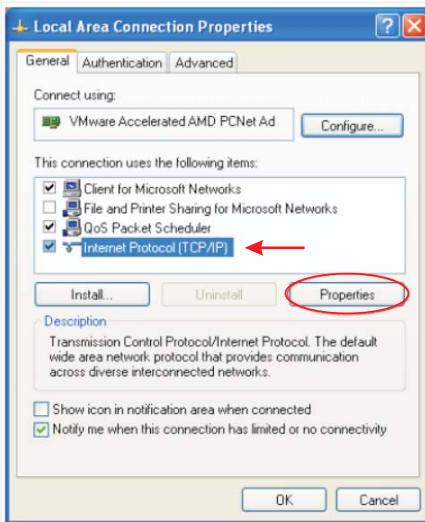 Local Area Connection Properties
General Authentication Advanced
Connect using:
VMware Accelerated AMD PCNet Ad
Configure...
This connection uses the following items:
Client for Microsoft Networks
File and Printer Sharing for Microsoft Networks
QoS Packet Scheduler
Internet Protocol (TCP/IP)
Install... Uninstall Properties
Description
Transmission Control Protocol/Internet Protocol. The default
wide area network protocol that provides communication
across diverse interconnected networks.
Show icon in notification area when connected
Notify me when this connection has limited or no connectivity
OK Cancel